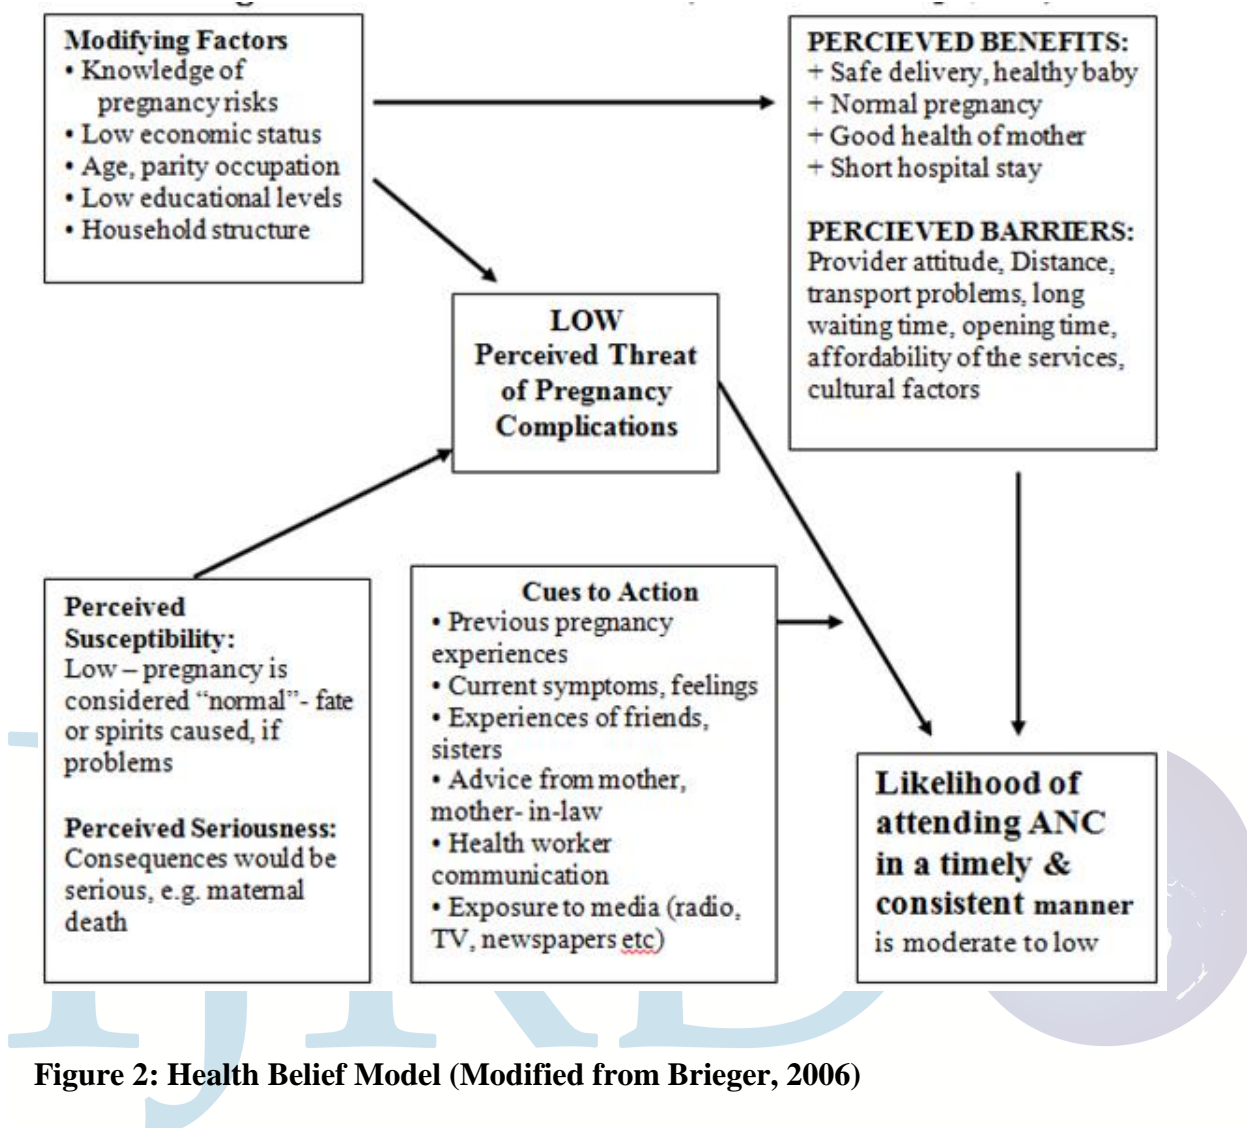 Modifying Factors
• Knowledge of
pregnancy risks
• Low economic status
• Age, parity occupation
• Low educational levels
• Household structure
PERCIEVED BENEFITS:
+ Safe delivery, healthy baby
+ Normal pregnancy
+ Good health of mother
+ Short hospital stay
PERCIEVED BARRIERS:
Provider attitude, Distance,
transport problems, long
waiting time, opening time,
affordability of the services,
cultural factors
LOW
Perceived Threat
of Pregnancy
Complications
Perceived
Susceptibility:
Low – pregnancy is
considered “normal”- fate
or spirits caused, if
problems
Perceived Seriousness:
Consequences would be
serious, e.g. maternal
death
Cues to Action
• Previous pregnancy
experiences
• Current symptoms, feelings
• Experiences of friends,
sisters
• Advice from mother,
mother- in-law
• Health worker
communication
• Exposure to media (radio,
TV, newspapers etc)
Likelihood of
attending ANC
in a timely &
consistent manner
is moderate to low
Figure 2: Health Belief Model (Modified from Brieger, 2006)